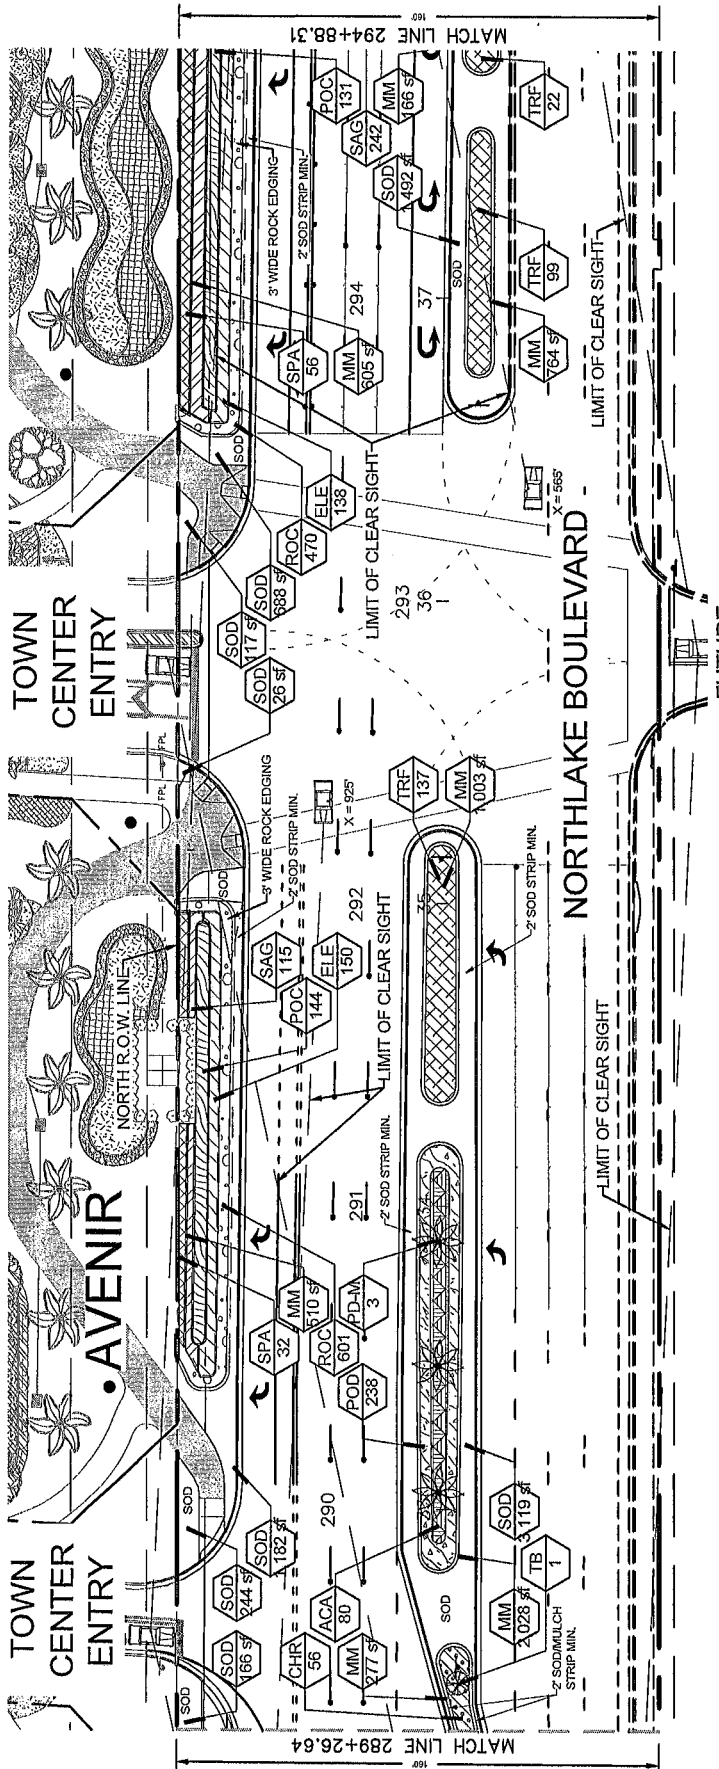 160'
MATCH LINE 294+88.31
POC
131
SAG
242
MM
166 sf
SOD
1,492 sf
TRF
22
3' WIDE ROCK EDGING
2' SOD STRIP MIN.
294
37
SOD
TRF
99
SPA
56
MM
605 sf
MM
764 sf
LIMIT OF CLEAR SIGHT
SOD
ELE
138
ROC
470
LIMIT OF CLEAR SIGHT
X = 565'
TOWN
CENTER
ENTRY
SOD
688 sf
SOD
117 sf
SOD
26 sf
293
36
NORTHLAKE BOULEVARD
FPL
FPL
TRF
137
MM
1,003 sf
3' WIDE ROCK EDGING
2' SOD STRIP MIN.
X = 925'
SOD
292
35
2' SOD STRIP MIN.
NORTH R.O.W. LINE
SAG
115
ELE
150
POC
144
LIMIT OF CLEAR SIGHT
LIMIT OF CLEAR SIGHT
2' SOD STRIP MIN.
291
34
AVENIR
SPA
32
MM
510 sf
ROC
601
PD-M
3
POD
238
290
TOWN
CENTER
ENTRY
SOD
SOD
182 sf
SOD
244 sf
SOD
166 sf
SOD
ACA
80
CHR
56
MM
277 sf
SOD
SOD
3,119 sf
TB
1
MM
2,028 sf
2' SOD/MULCH
STRIP MIN.
MATCH LINE 289+26.64
160'